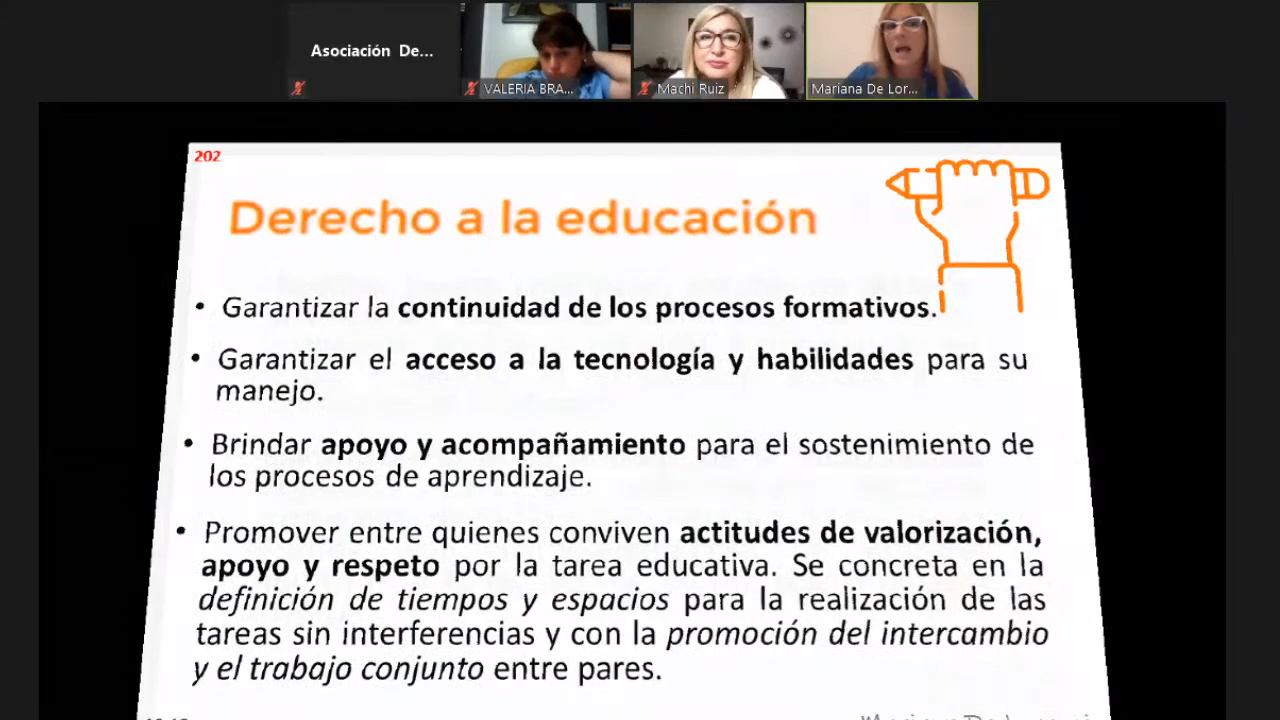 Asociación De...
VALERIA BRA...
Machi Ruiz
Mariana De Lor...
202
Derecho a la educación
• Garantizar la continuidad de los procesos formativos.
• Garantizar el acceso a la tecnología y habilidades para su
manejo.
• Brindar apoyo y acompañamiento para el sostenimiento de
los procesos de aprendizaje.
• Promover entre quienes conviven actitudes de valorización,
apoyo y respeto por la tarea educativa. Se concreta en la
definición de tiempos y espacios para la realización de las
tareas sin interferencias y con la promoción del intercambio
y el trabajo conjunto entre pares.